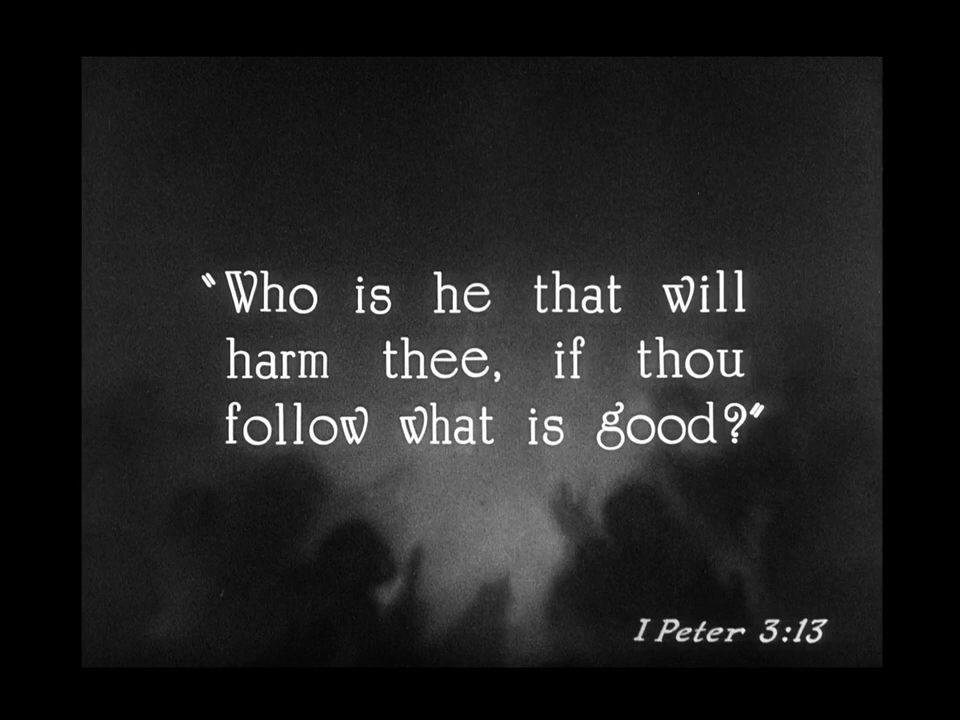 "Who is he that will
harm thee, if thou
follow what is good?"
I Peter 3:13